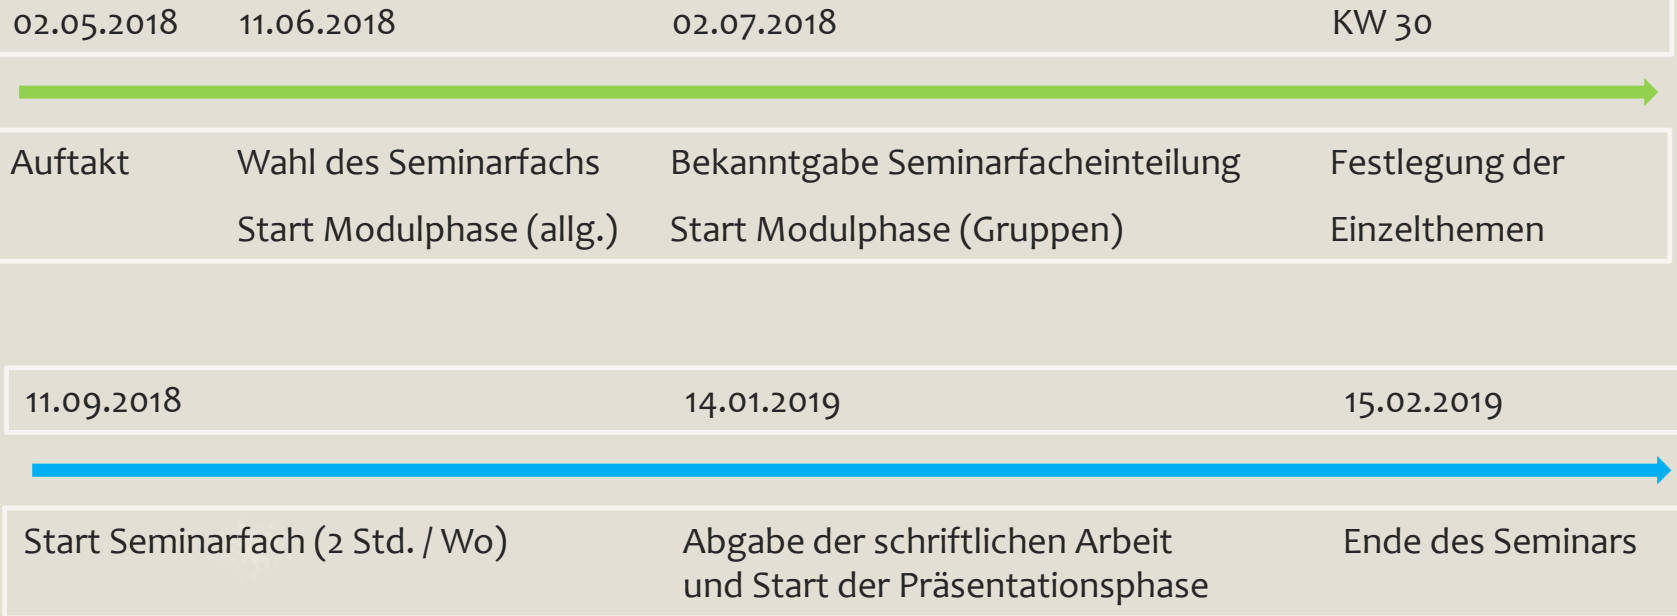 02.05.2018 11.06.2018 02.07.2018 KW 30
Auftakt Wahl des Seminarfachs Bekanntgabe Seminarfacheinteilung Festlegung der
Start Modulphase (allg.) Start Modulphase (Gruppen) Einzelthemen
11.09.2018 14.01.2019 15.02.2019
Start Seminarfach (2 Std. / Wo) Abgabe der schriftlichen Arbeit Ende des Seminars
und Start der Präsentationsphase